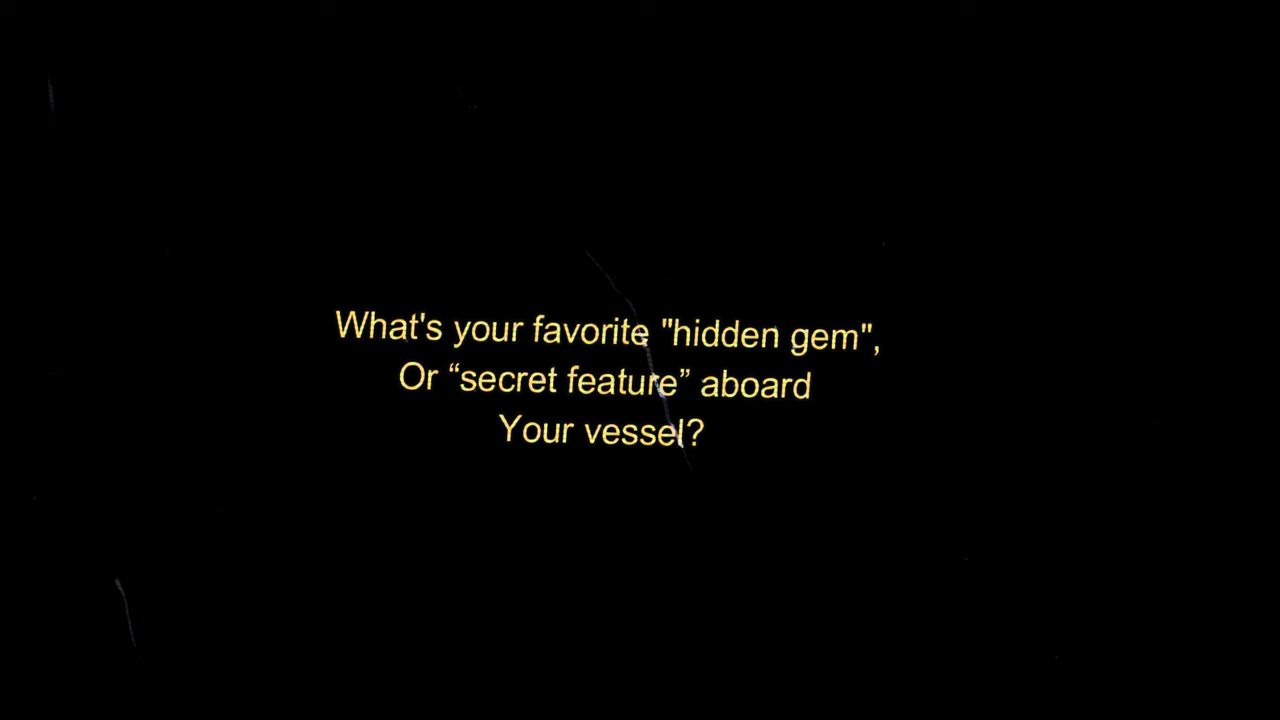 What's your favorite "hidden gem",
Or “secret feature” aboard
Your vessel?